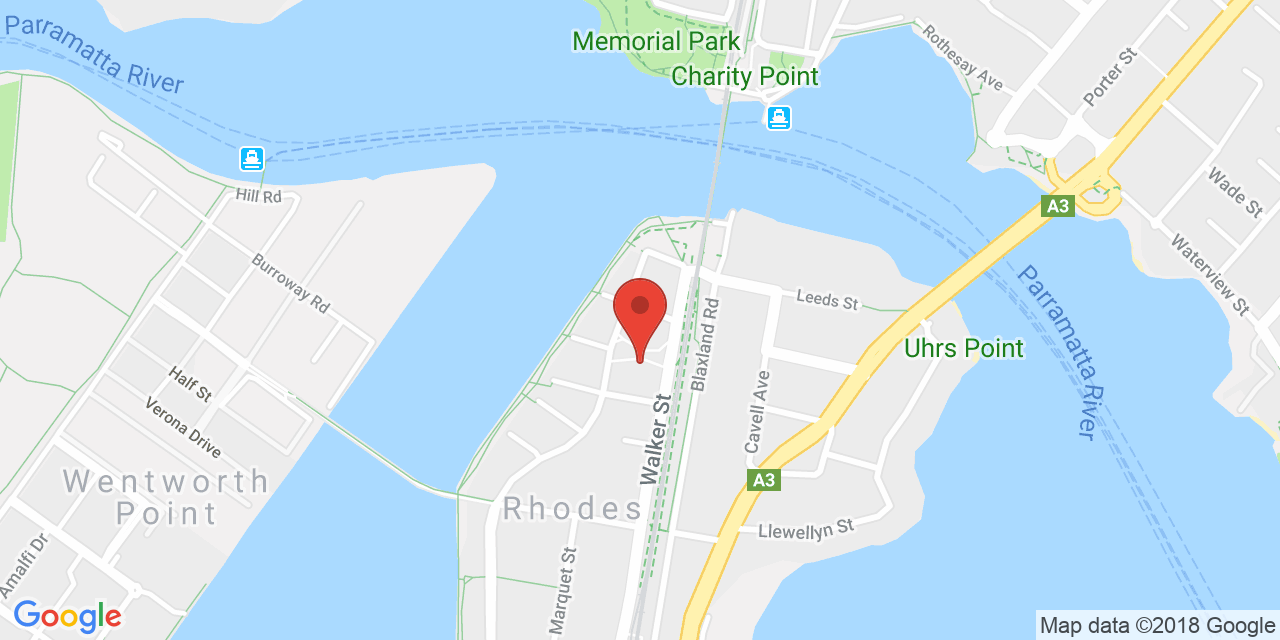 Parramatta River
Memorial Park
Charity Point
Rothesay Ave
Porter St
Hill Rd
A3
Wade St
Waterview St
Burroway Rd
Leeds St
Parramatta River
Blaxland Rd
Uhrs Point
Half St
Verona Drive
Cavell Ave
Walker St
Wentworth
Point
A3
Rhodes
Llewellyn St
Amalfi Dr
Marquet St
Google
Map data ©2018 Google